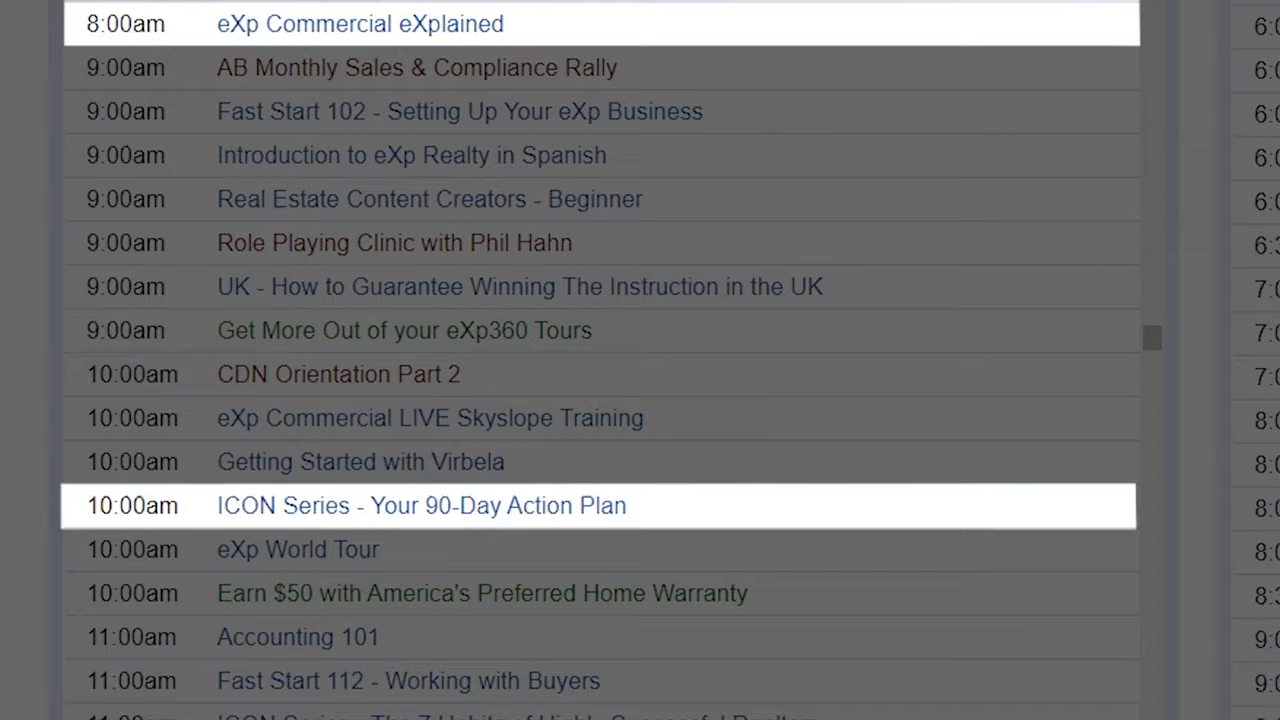 8:00am eXp Commercial eXplained
9:00am AB Monthly Sales & Compliance Rally
9:00am Fast Start 102 - Setting Up Your eXp Business
9:00am Introduction to eXp Realty in Spanish
9:00am Real Estate Content Creators - Beginner
9:00am Role Playing Clinic with Phil Hahn
9:00am UK - How to Guarantee Winning The Instruction in the UK
9:00am Get More Out of your eXp360 Tours
10:00am CDN Orientation Part 2
10:00am eXp Commercial LIVE Skyslope Training
10:00am Getting Started with Virbela
10:00am ICON Series - Your 90-Day Action Plan
10:00am eXp World Tour
10:00am Earn $50 with America's Preferred Home Warranty
11:00am Accounting 101
11:00am Fast Start 112 - Working with Buyers